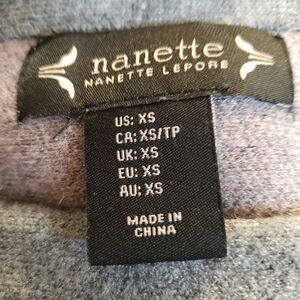 nanette
NANETTE LEPORE
US: XS
CA: XS/TP
UK: XS
EU: XS
AU: XS
MADE IN
CHINA